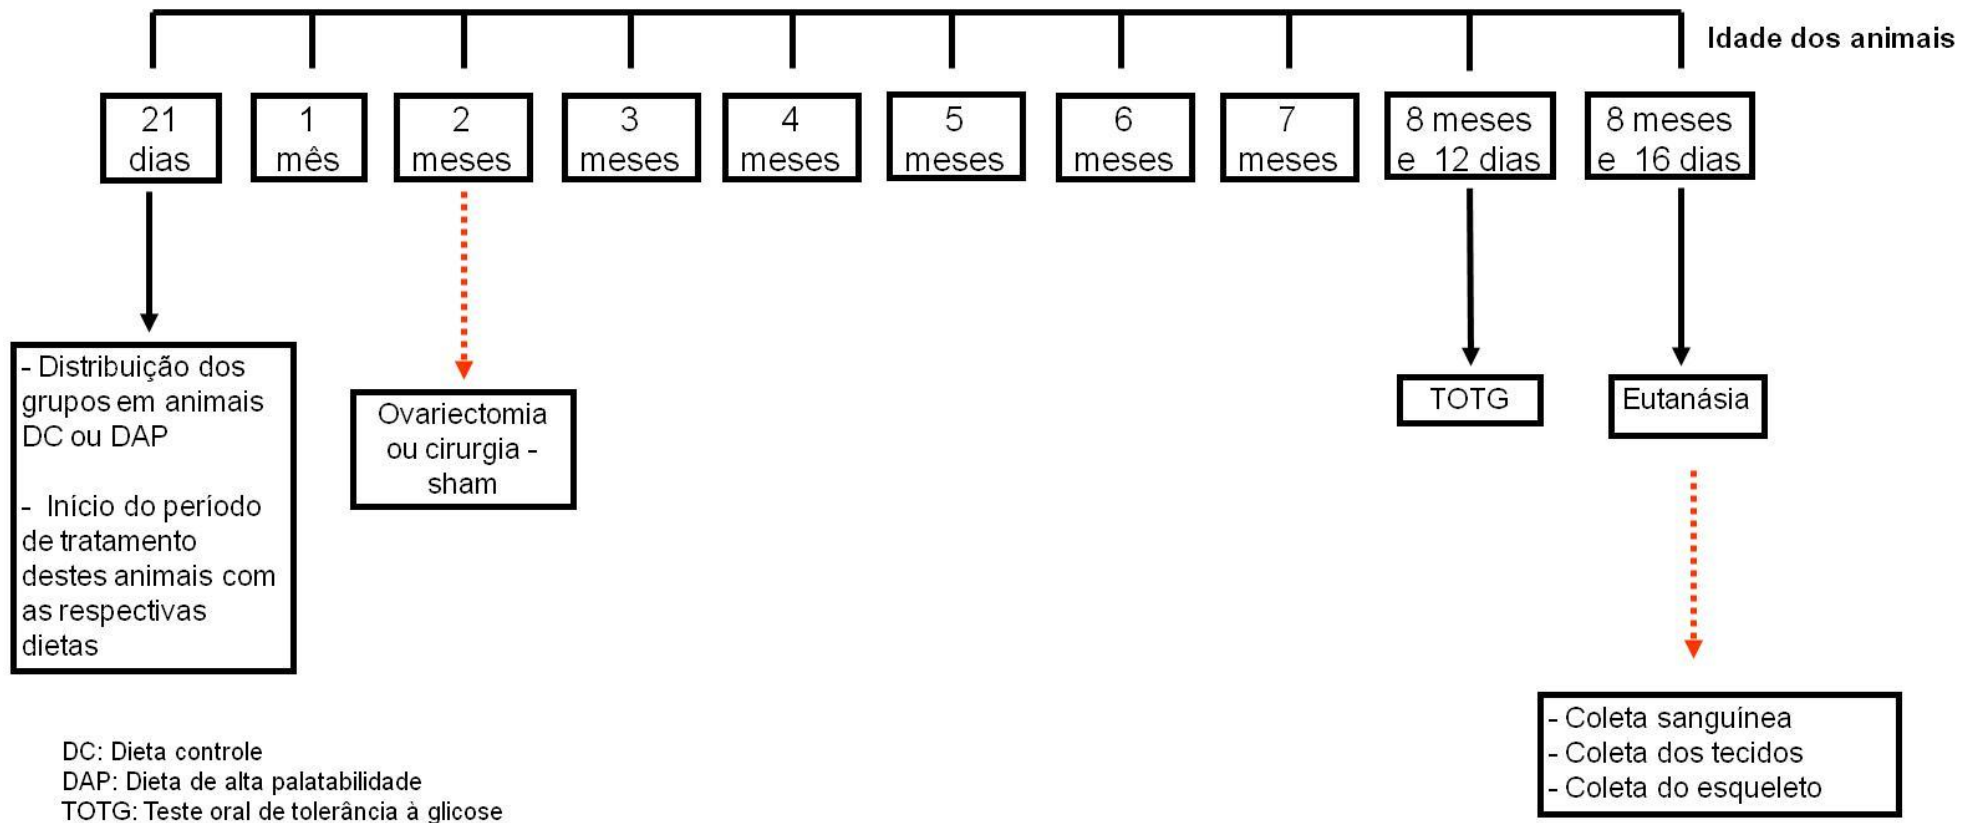 Idade dos animais
21
dias
1
mês
2
meses
3
meses
4
meses
5
meses
6
meses
7
meses
8 meses
e 12 dias
8 meses
e 16 dias
- Distribuição dos
grupos em animais
DC ou DAP
- Início do período
de tratamento
destes animais com
as respectivas
dietas
Ovariectomia
ou cirurgia -
sham
TOTG
Eutanásia
- Coleta sanguínea
- Coleta dos tecidos
- Coleta do esqueleto
DC: Dieta controle
DAP: Dieta de alta palatabilidade
TOTG: Teste oral de tolerância à glicose